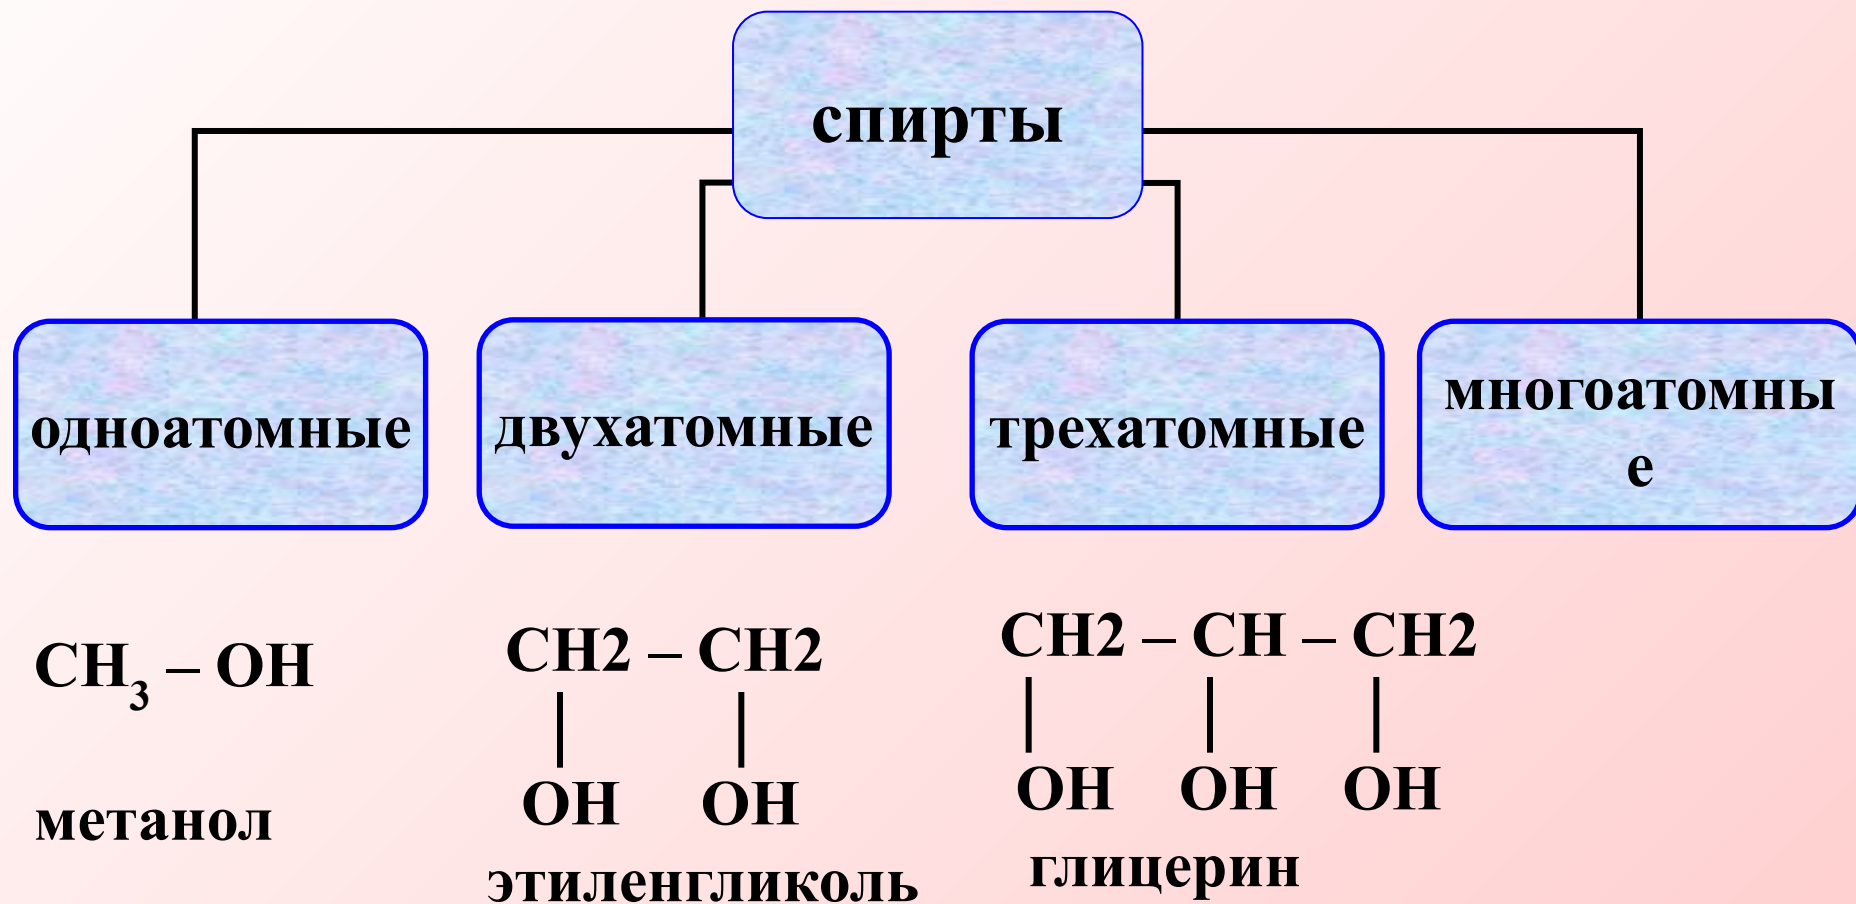 спирты
одноатомные
двухатомные
трехатомные
многоатомны
е
CH₃ – OH
метанол
CH2 – CH2
OH OH
этиленгликоль
CH2 – CH – CH2
OH OH OH
глицерин